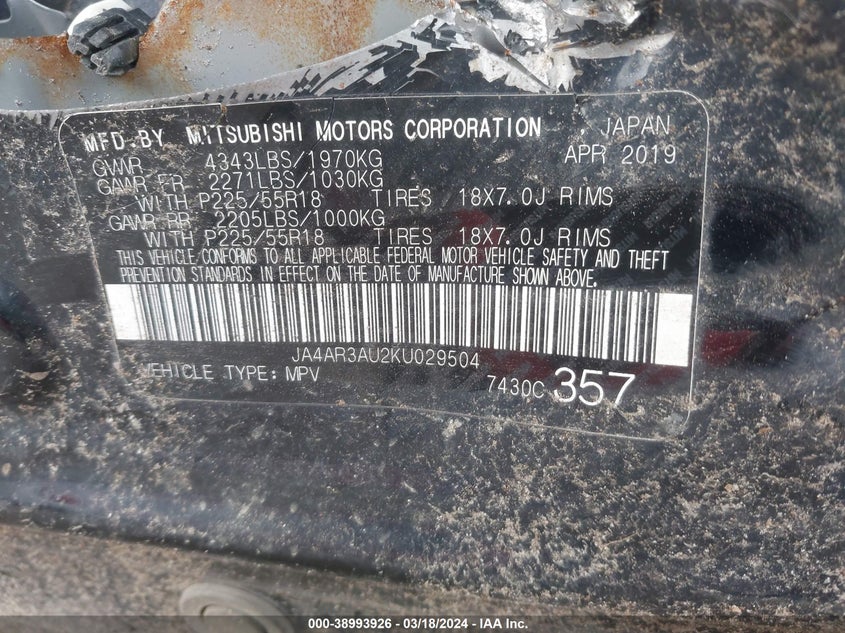 MFD.BY MITSUBISHI MOTORS CORPORATION JAPAN
GVWR 4343LBS/1970KG APR 2019
GAWR FR 2271LBS/1030KG
WITH P225/55R18 TIRES 18X7.0J RIMS
GAWR RR 2205LBS/1000KG
WITH P225/55R18 TIRES 18X7.0J RIMS
THIS VEHICLE CONFORMS TO ALL APPLICABLE FEDERAL MOTOR VEHICLE SAFETY AND THEFT
PREVENTION STANDARDS IN EFFECT ON THE DATE OF MANUFACTURE SHOWN ABOVE.
JA4AR3AU2KU029504
VEHICLE TYPE: MPV 7430C 357
000-38993926 - 03/18/2024 - IAA Inc.